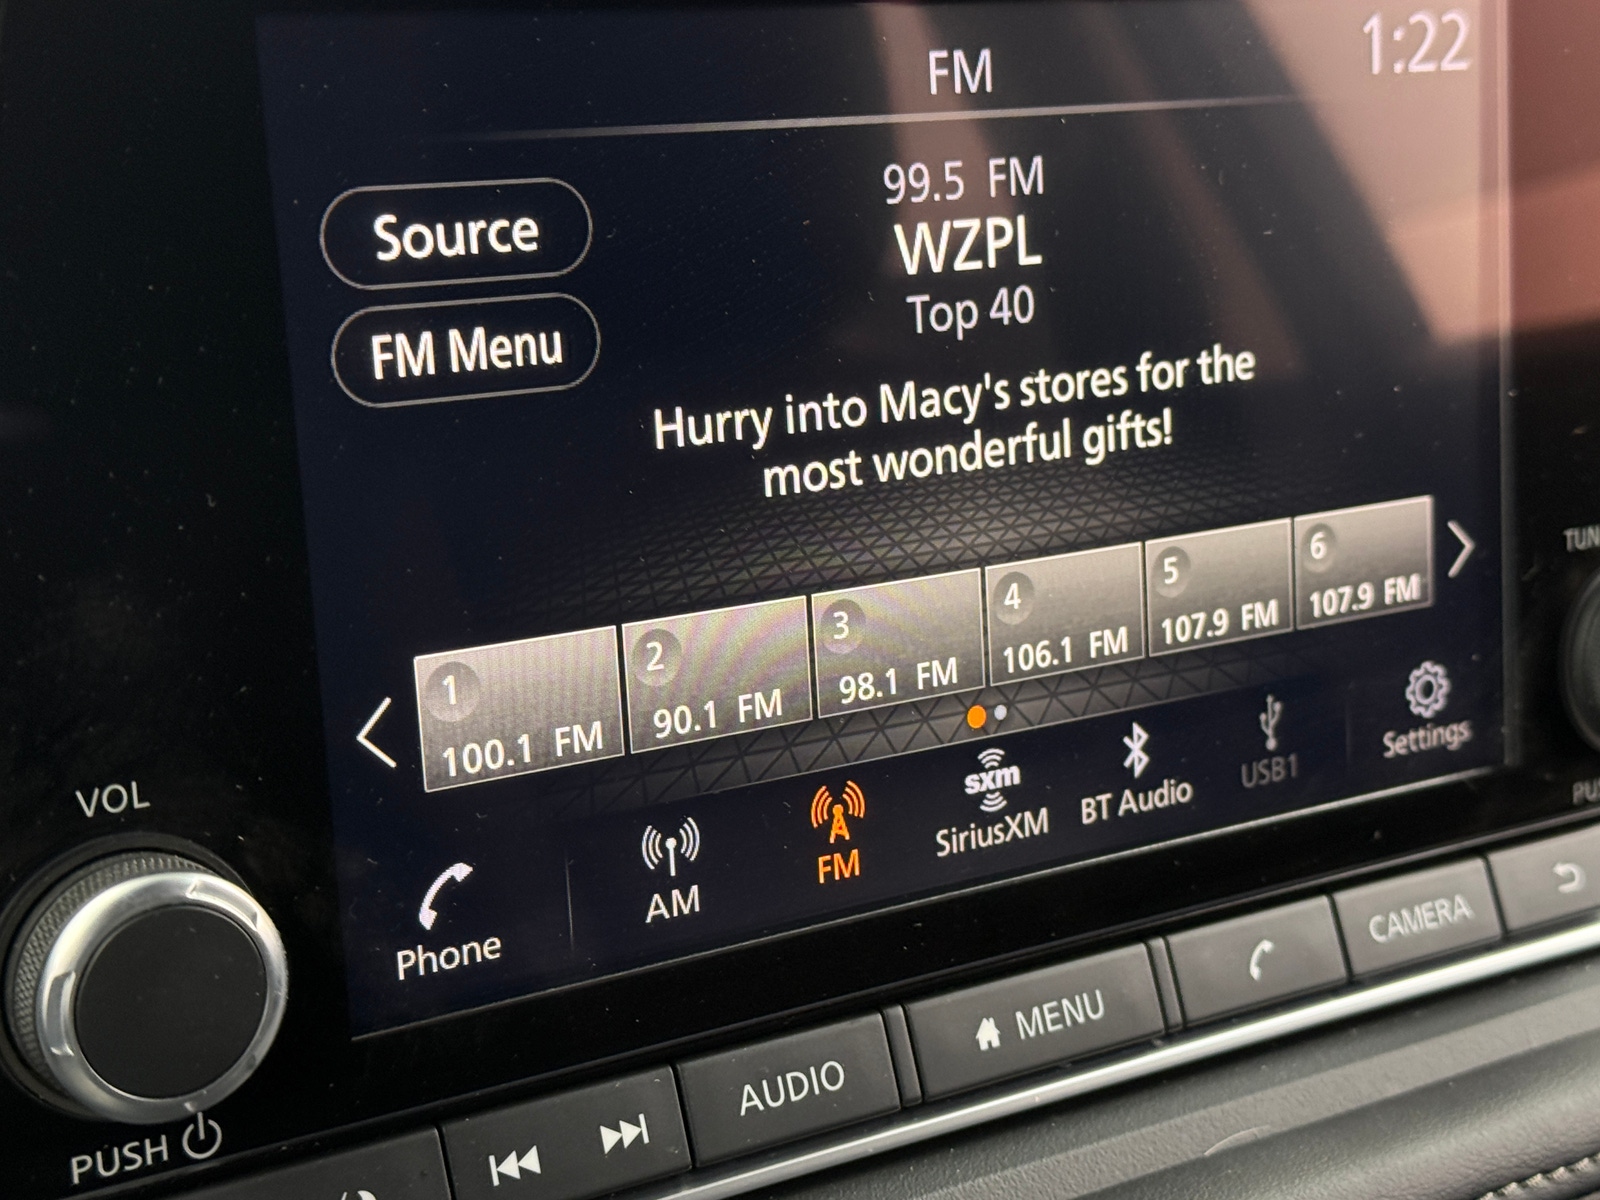 FM
1:22
Source
FM Menu
99.5 FM
WZPL
Top 40
Hurry into Macy's stores for the
most wonderful gifts!
1
100.1 FM
2
90.1 FM
3
98.1 FM
4
106.1 FM
5
107.9 FM
6
107.9 FM
Phone
AM
FM
sxm
SiriusXM
BT Audio
USB1
Settings
VOL
PUSH
AUDIO
MENU
CAMERA